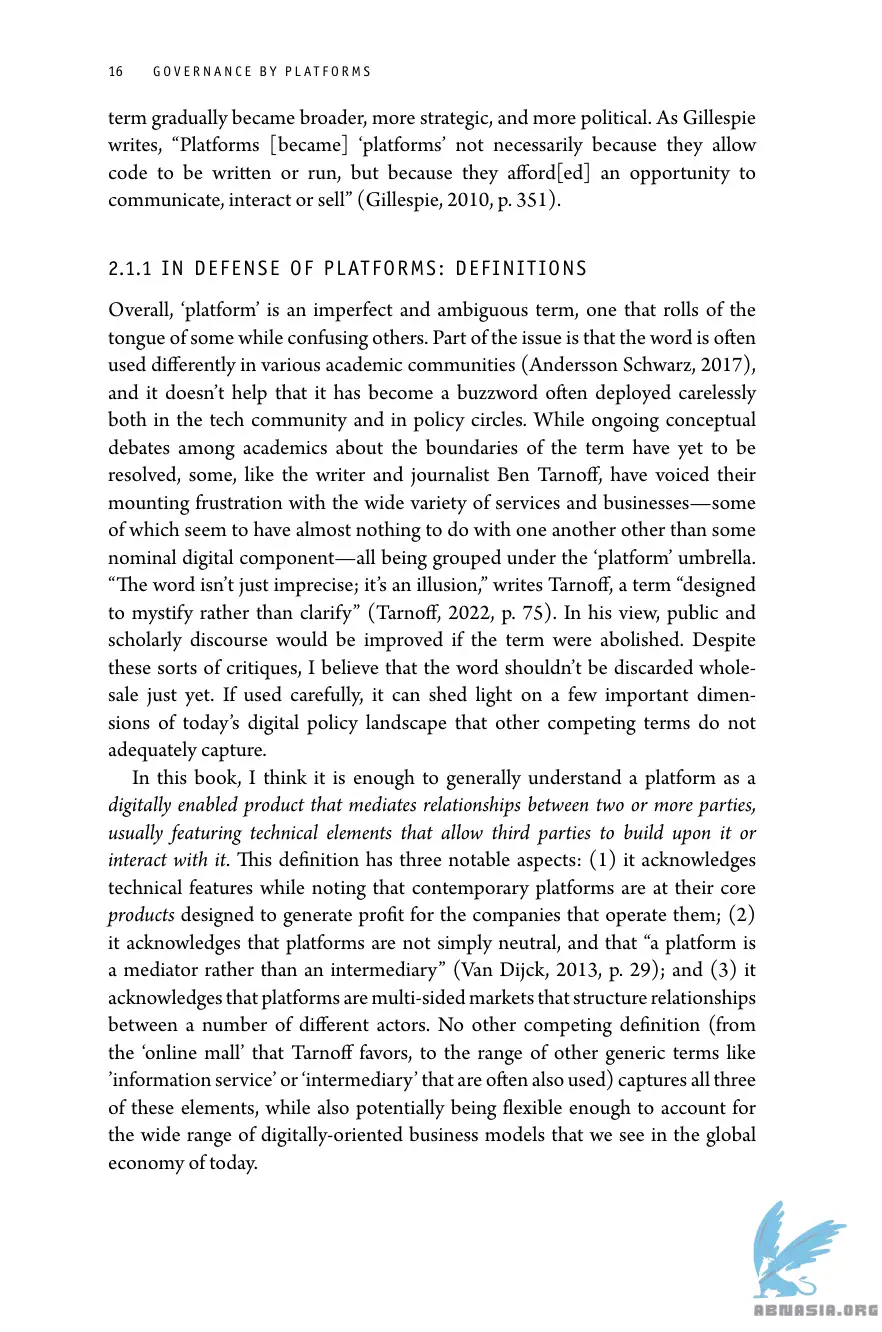 16 GOVERNANCE BY PLATFORMS
term gradually became broader, more strategic, and more political. As Gillespie
writes, “Platforms [became] ‘platforms’ not necessarily because they allow
code to be written or run, but because they afford[ed] an opportunity to
communicate, interact or sell” (Gillespie, 2010, p. 351).
2.1.1 IN DEFENSE OF PLATFORMS: DEFINITIONS
Overall, ‘platform’ is an imperfect and ambiguous term, one that rolls of the
tongue of some while confusing others. Part of the issue is that the word is often
used differently in various academic communities (Andersson Schwarz, 2017),
and it doesn’t help that it has become a buzzword often deployed carelessly
both in the tech community and in policy circles. While ongoing conceptual
debates among academics about the boundaries of the term have yet to be
resolved, some, like the writer and journalist Ben Tarnoff, have voiced their
mounting frustration with the wide variety of services and businesses—some
of which seem to have almost nothing to do with one another other than some
nominal digital component—all being grouped under the ‘platform’ umbrella.
“The word isn’t just imprecise; it’s an illusion,” writes Tarnoff, a term “designed
to mystify rather than clarify” (Tarnoff, 2022, p. 75). In his view, public and
scholarly discourse would be improved if the term were abolished. Despite
these sorts of critiques, I believe that the word shouldn’t be discarded whole-
sale just yet. If used carefully, it can shed light on a few important dimen-
sions of today’s digital policy landscape that other competing terms do not
adequately capture.
In this book, I think it is enough to generally understand a platform as a
digitally enabled product that mediates relationships between two or more parties,
usually featuring technical elements that allow third parties to build upon it or
interact with it. This definition has three notable aspects: (1) it acknowledges
technical features while noting that contemporary platforms are at their core
products designed to generate profit for the companies that operate them; (2)
it acknowledges that platforms are not simply neutral, and that “a platform is
a mediator rather than an intermediary” (Van Dijck, 2013, p. 29); and (3) it
acknowledges that platforms are multi-sided markets that structure relationships
between a number of different actors. No other competing definition (from
the ‘online mall’ that Tarnoff favors, to the range of other generic terms like
’information service’ or ‘intermediary’ that are often also used) captures all three
of these elements, while also potentially being flexible enough to account for
the wide range of digitally-oriented business models that we see in the global
economy of today.
ABNASIA.ORG